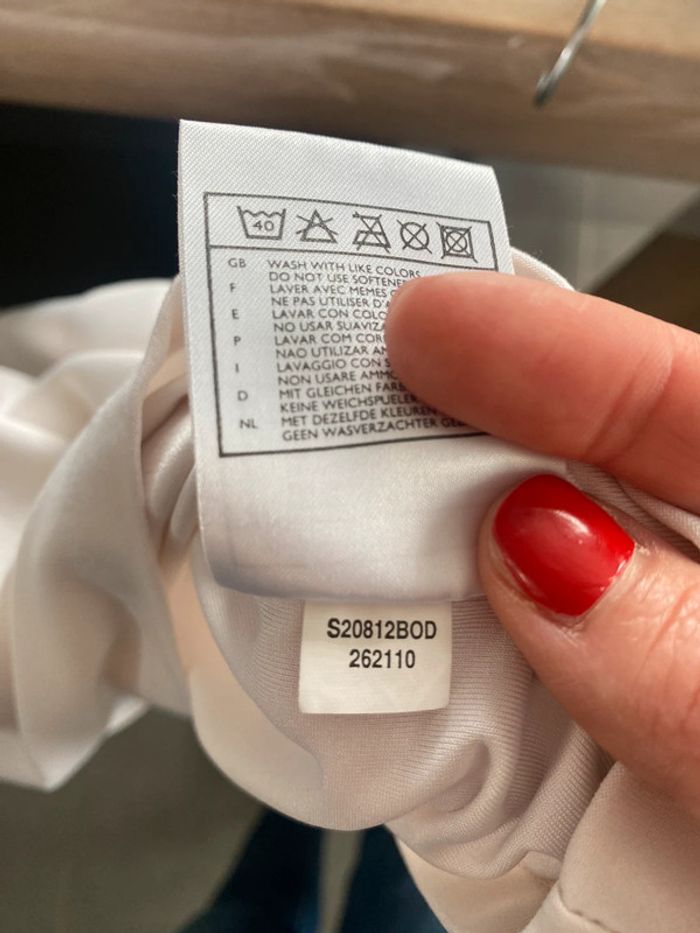 40
GB WASH WITH LIKE COLORS
DO NOT USE SOFTENER
F LAVER AVEC MEMES
NE PAS UTILISER
E LAVAR CON
NO USAR
P LAVAR COM
NAO UTILIZAR
I LAVAGGIO CON
NON USARE
D MIT GLEICHEN
KEINE
NL MET DEZELFDE KLEUREN
GEEN WASVERZACHTER
S20812BOD
262110